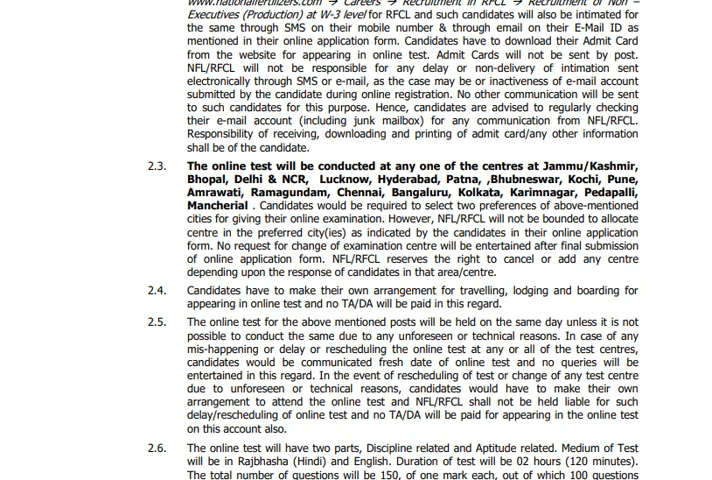 www.nationalfertilizers.com → Careers → Recruitment in RFCL → Recruitment of Non –
Executives (Production) at W-3 level for RFCL and such candidates will also be intimated for
the same through SMS on their mobile number & through email on their E-Mail ID as
mentioned in their online application form. Candidates have to download their Admit Card
from the website for appearing in online test. Admit Cards will not be sent by post.
NFL/RFCL will not be responsible for any delay or non-delivery of intimation sent
electronically through SMS or e-mail, as the case may be or inactiveness of e-mail account
submitted by the candidate during online registration. No other communication will be sent
to such candidates for this purpose. Hence, candidates are advised to regularly checking
their e-mail account (including junk mailbox) for any communication from NFL/RFCL.
Responsibility of receiving, downloading and printing of admit card/any other information
shall be of the candidate.
2.3. The online test will be conducted at any one of the centres at Jammu/Kashmir,
Bhopal, Delhi & NCR, Lucknow, Hyderabad, Patna, ,Bhubneswar, Kochi, Pune,
Amrawati, Ramagundam, Chennai, Bangaluru, Kolkata, Karimnagar, Pedapalli,
Mancherial . Candidates would be required to select two preferences of above-mentioned
cities for giving their online examination. However, NFL/RFCL will not be bounded to allocate
centre in the preferred city(ies) as indicated by the candidates in their online application
form. No request for change of examination centre will be entertained after final submission
of online application form. NFL/RFCL reserves the right to cancel or add any centre
depending upon the response of candidates in that area/centre.
2.4. Candidates have to make their own arrangement for travelling, lodging and boarding for
appearing in online test and no TA/DA will be paid in this regard.
2.5. The online test for the above mentioned posts will be held on the same day unless it is not
possible to conduct the same due to any unforeseen or technical reasons. In case of any
mis-happening or delay or rescheduling the online test at any or all of the test centres,
candidates would be communicated fresh date of online test and no queries will be
entertained in this regard. In the event of rescheduling of test or change of any test centre
due to unforeseen or technical reasons, candidates would have to make their own
arrangement to attend the online test and NFL/RFCL shall not be held liable for such
delay/rescheduling of online test and no TA/DA will be paid for appearing in the online test
on this account also.
2.6. The online test will have two parts, Discipline related and Aptitude related. Medium of Test
will be in Rajbhasha (Hindi) and English. Duration of test will be 02 hours (120 minutes).
The total number of questions will be 150, of one mark each, out of which 100 questions